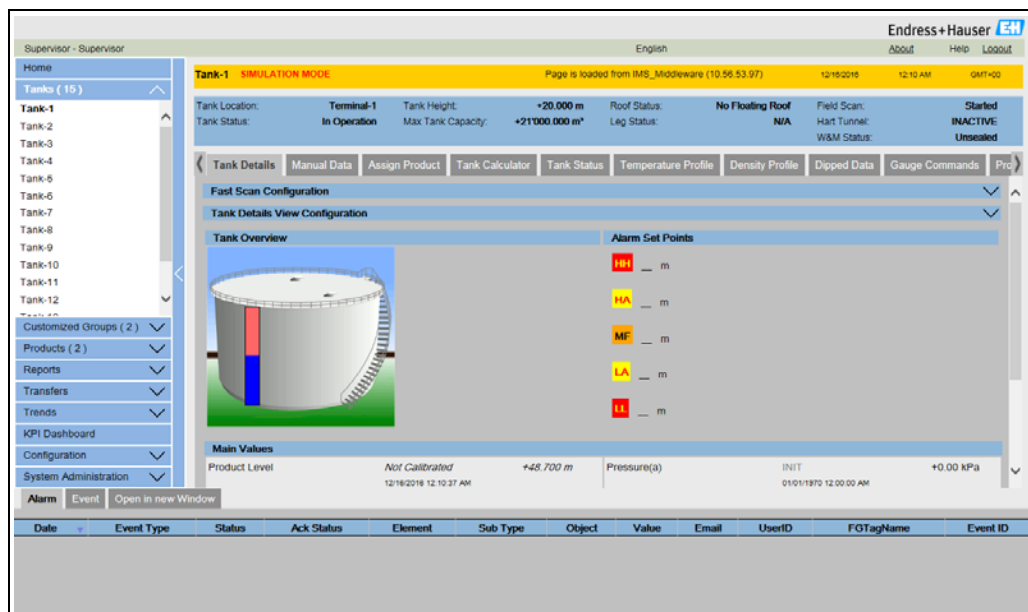 Endress+Hauser EH
Supervisor - Supervisor English About Help Logout
Home
Tanks ( 15 )
Tank-1
Tank-2
Tank-3
Tank-4
Tank-5
Tank-6
Tank-7
Tank-8
Tank-9
Tank-10
Tank-11
Tank-12
Customized Groups ( 2 )
Products ( 2 )
Reports
Transfers
Trends
KPI Dashboard
Configuration
System Administration
Tank-1 SIMULATION MODE Page is loaded from IMS_Middleware (10.56.53.97) 12/16/2016 12:10 AM GMT+00
Tank Location: Terminal-1 Tank Height: +20.000 m Roof Status: No Floating Roof Field Scan: Started
Tank Status: In Operation Max Tank Capacity: +21'000.000 m³ Leg Status: N/A Hart Tunnel: INACTIVE
W&M Status: Unsealed
Tank Details Manual Data Assign Product Tank Calculator Tank Status Temperature Profile Density Profile Dipped Data Gauge Commands Pro
Fast Scan Configuration
Tank Details View Configuration
Tank Overview Alarm Set Points
HH __ m
HA __ m
MF __ m
LA __ m
LL __ m
Main Values
Product Level Not Calibrated +48.700 m Pressure(a) INIT +0.00 kPa
12/16/2016 12:10:37 AM 01/01/1970 12:00:00 AM
Alarm Event Open in new Window
Date Event Type Status Ack Status Element Sub Type Object Value Email UserID FGTagName Event ID